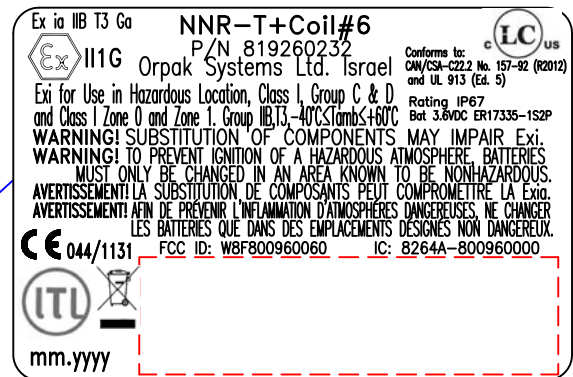 Ex ia IIB T3 Ga
NNR-T+Coil#6
P/N 819260232
Orpak Systems Ltd. Israel
Ex II1G
c LC us
Conforms to:
CAN/CSA-C22.2 No. 157-92 (R2012)
and UL 913 (Ed. 5)
Exi for Use in Hazardous Location, Class I, Group C & D
and Class I Zone 0 and Zone 1. Group IIB,T3,-40°C≤Tamb≤+60°C
Rating IP67
Bat 3.6VDC ER17335-1S2P
WARNING! SUBSTITUTION OF COMPONENTS MAY IMPAIR Exi.
WARNING! TO PREVENT IGNITION OF A HAZARDOUS ATMOSPHERE, BATTERIES
MUST ONLY BE CHANGED IN AN AREA KNOWN TO BE NONHAZARDOUS.
AVERTISSEMENT! LA SUBSTITUTION DE COMPOSANTS PEUT COMPROMETTRE LA Exia.
AVERTISSEMENT! AFIN DE PRÉVENIR L'INFLAMMATION D'ATMOSPHÈRES DANGEREUSES, NE CHANGER
LES BATTERIES QUE DANS DES EMPLACEMENTS DÉSIGNÉS NON DANGEREUX.
CE 044/1131
FCC ID: W8F800960060 IC: 8264A-800960000
ITL
mm.yyyy